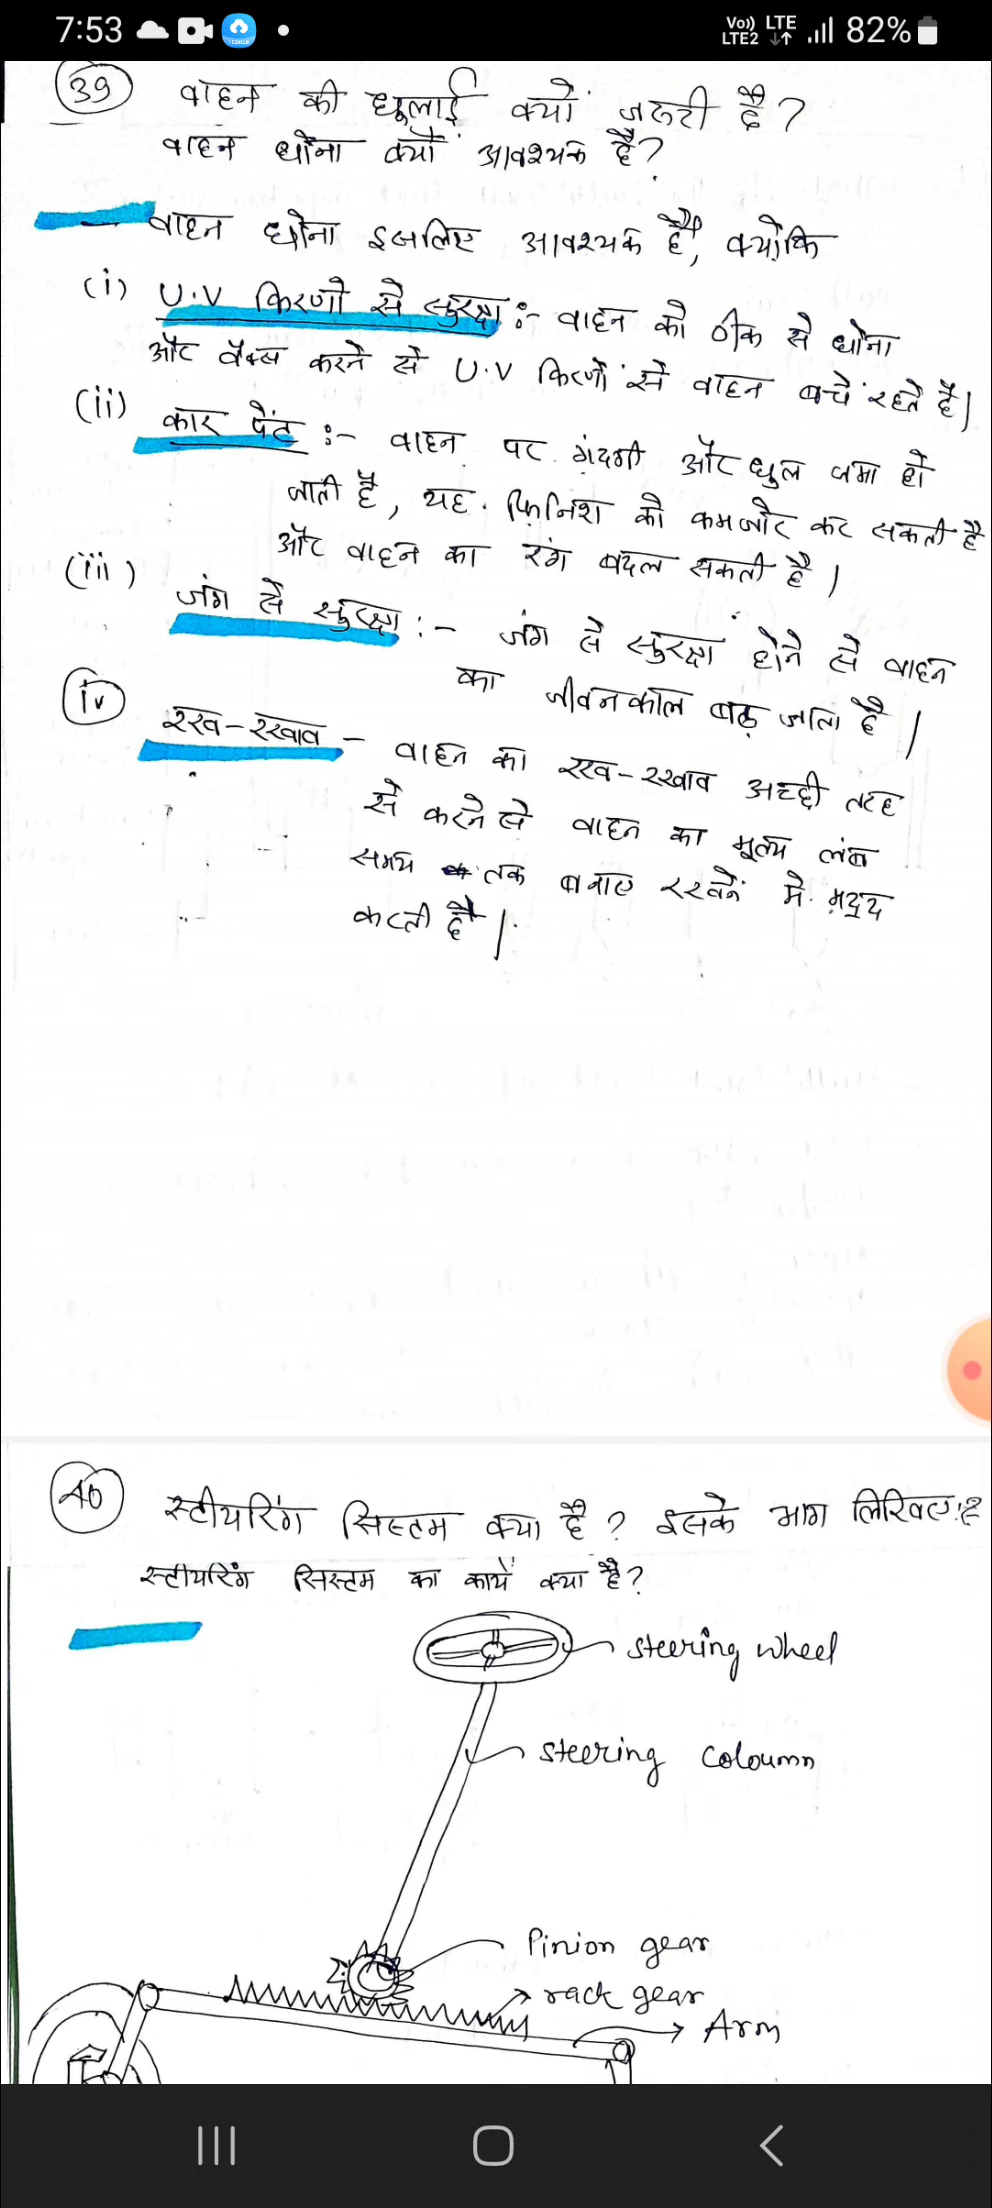 7:53
Vo)) LTE
LTE2
82%
39 वाहन की धुलाई क्यों जरुरी है?
वाहन धोना क्यों आवश्यक है?
वाहन धोना इसलिए आवश्यक है, क्योकि
(i) U.V किरणों से सुरक्षा :- वाहन को ठीक से धोना
और वैक्स करने से U.V किरणों से वाहन बचे रहते है।
(ii) कार पेंट :- वाहन पर गंदगी और धुल जमा हो
जाती है, यह फिनिश को कमजोर कर सकती है
और वाहन का रंग बदल सकती है।
(iii) जंग से सुरक्षा :- जंग से सुरक्षा होने से वाहन
का जीवनकाल बढ़ जाता है।
iv रख-रखाव - वाहन का रख-रखाव अच्छी तरह
से करने से वाहन का मूल्य लंबे
समय तक बनाए रखने मे मदद
करती है।
40 स्टीयरिंग सिस्टम क्या है? इसके भाग लिखिए?
स्टीयरिंग सिस्टम का कार्य क्या है?
steering wheel
steering coloumn
Pinion gear
rack gear
Arm